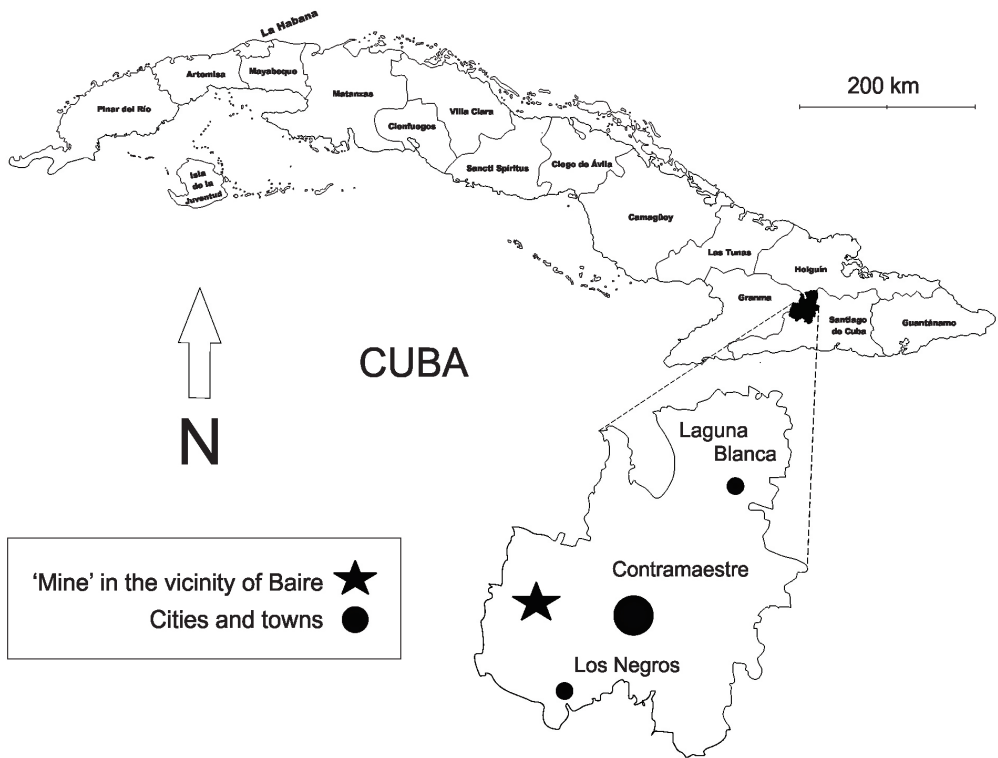 La Habana
Artemisa
Mayabeque
Pinar del Río
Matanzas
Villa Clara
Cienfuegos
Sancti Spiritus
Ciego de Ávila
Isla
de la
Juventud
Camagüey
Las Tunas
Holguín
Granma
Santiago
de Cuba
Guantánamo
200 km
CUBA
N
Laguna
Blanca
Contramaestre
Los Negros
‘Mine’ in the vicinity of Baire
Cities and towns